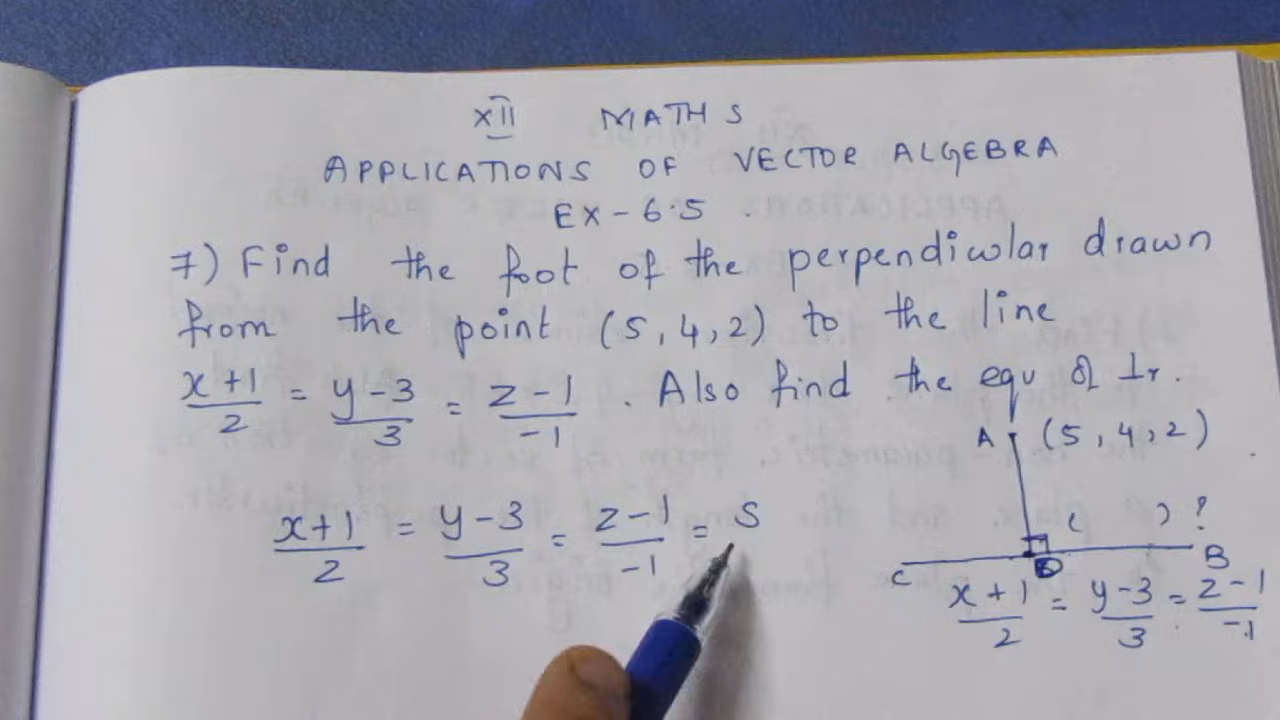 XII MATHS
APPLICATIONS OF VECTOR ALGEBRA
EX-6.5.
7) Find the foot of the perpendicular drawn
from the point (5,4,2) to the line
x+1/2 = y-3/3 = z-1/-1 . Also find the equ of ⊥r.
A (5,4,2)
x+1/2 = y-3/3 = z-1/-1 = S
( ) ?
C D B
x+1/2 = y-3/3 = z-1/-1